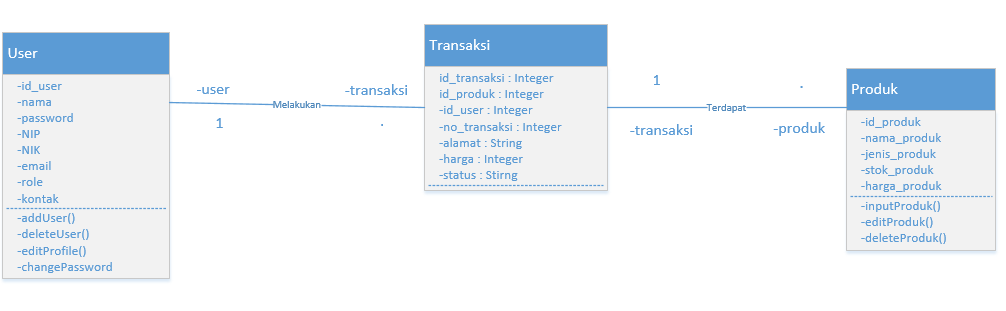 User
-id_user
-nama
-password
-NIP
-NIK
-email
-role
-kontak
-addUser()
-deleteUser()
-editProfile()
-changePassword
-user
1
Melakukan
-transaksi
.
Transaksi
id_transaksi : Integer
id_produk : Integer
-id_user : Integer
-no_transaksi : Integer
-alamat : String
-harga : Integer
-status : Stirng
1
-transaksi
Terdapat
.
-produk
Produk
-id_produk
-nama_produk
-jenis_produk
-stok_produk
-harga_produk
-inputProduk()
-editProduk()
-deleteProduk()